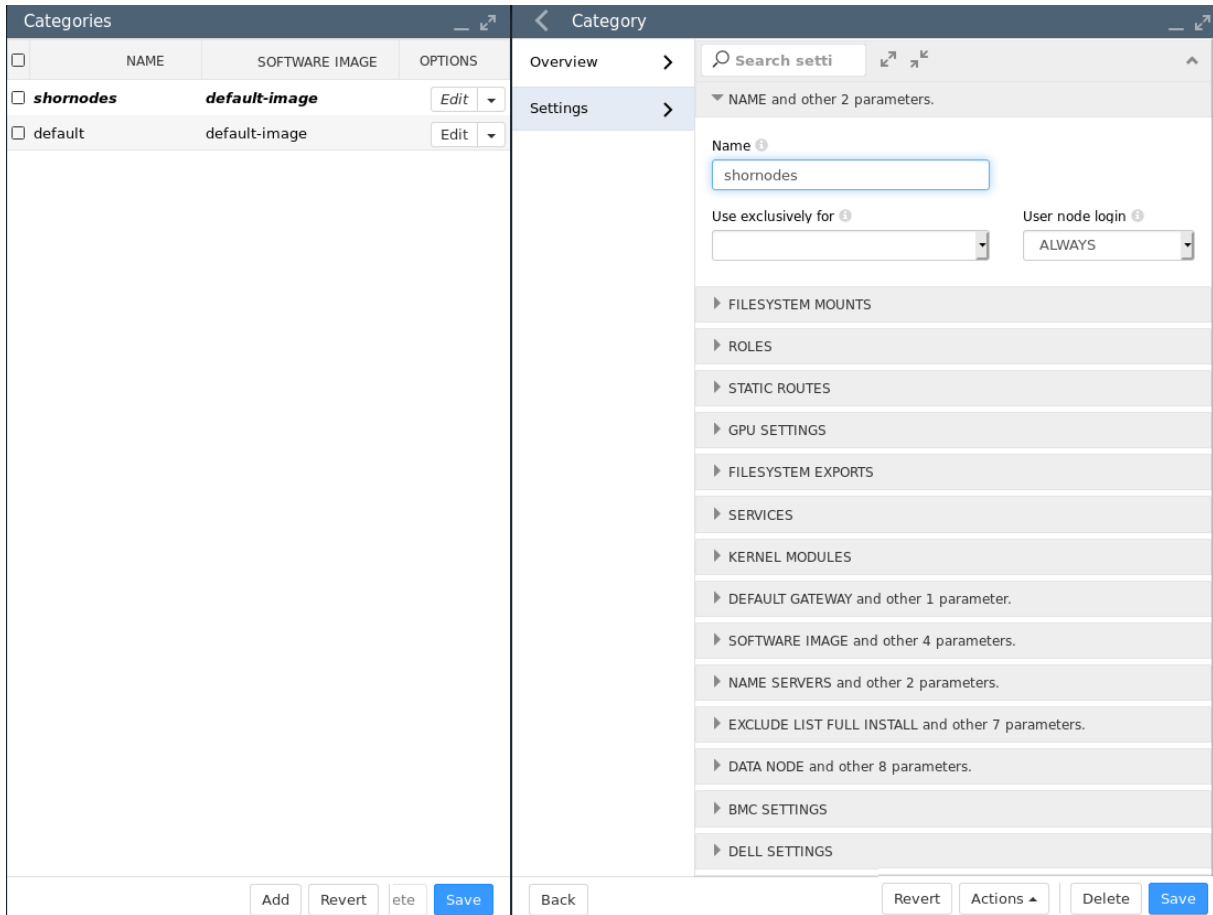 Categories
NAME SOFTWARE IMAGE OPTIONS
shornodes default-image Edit
default default-image Edit
Add Revert ete Save
Category
Overview
Settings
Search setti
NAME and other 2 parameters.
Name
shornodes
Use exclusively for User node login
ALWAYS
FILESYSTEM MOUNTS
ROLES
STATIC ROUTES
GPU SETTINGS
FILESYSTEM EXPORTS
SERVICES
KERNEL MODULES
DEFAULT GATEWAY and other 1 parameter.
SOFTWARE IMAGE and other 4 parameters.
NAME SERVERS and other 2 parameters.
EXCLUDE LIST FULL INSTALL and other 7 parameters.
DATA NODE and other 8 parameters.
BMC SETTINGS
DELL SETTINGS
Back Revert Actions Delete Save